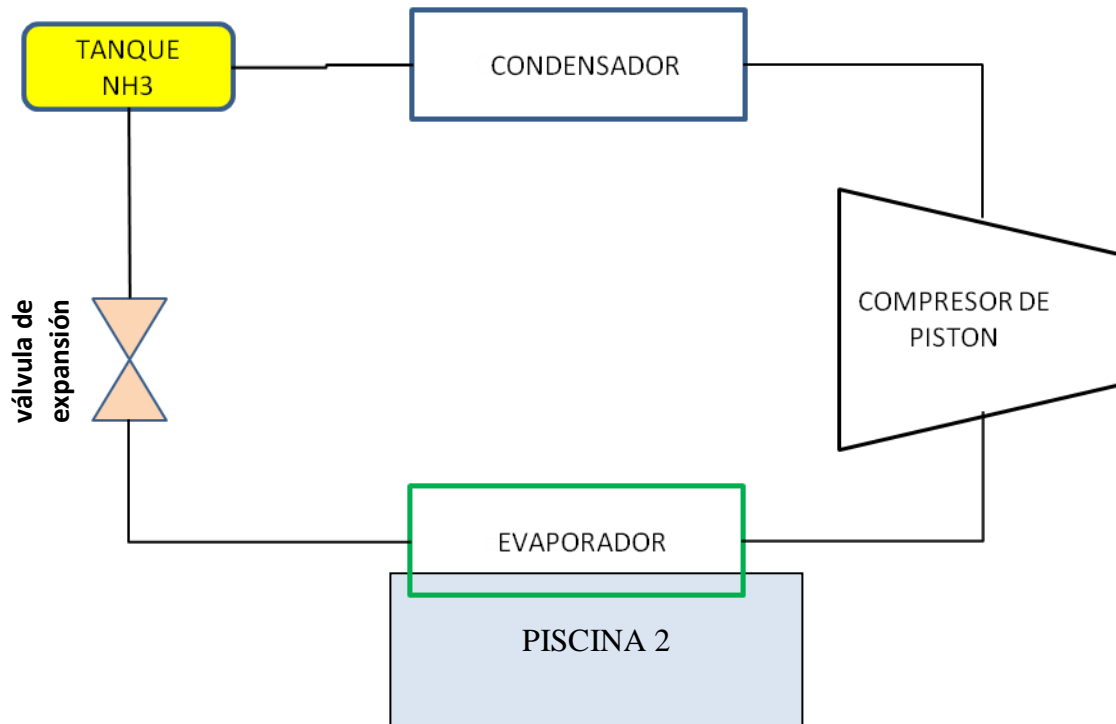 TANQUE
NH3
CONDENSADOR
válvula de
expansión
COMPRESOR DE
PISTON
EVAPORADOR
PISCINA 2